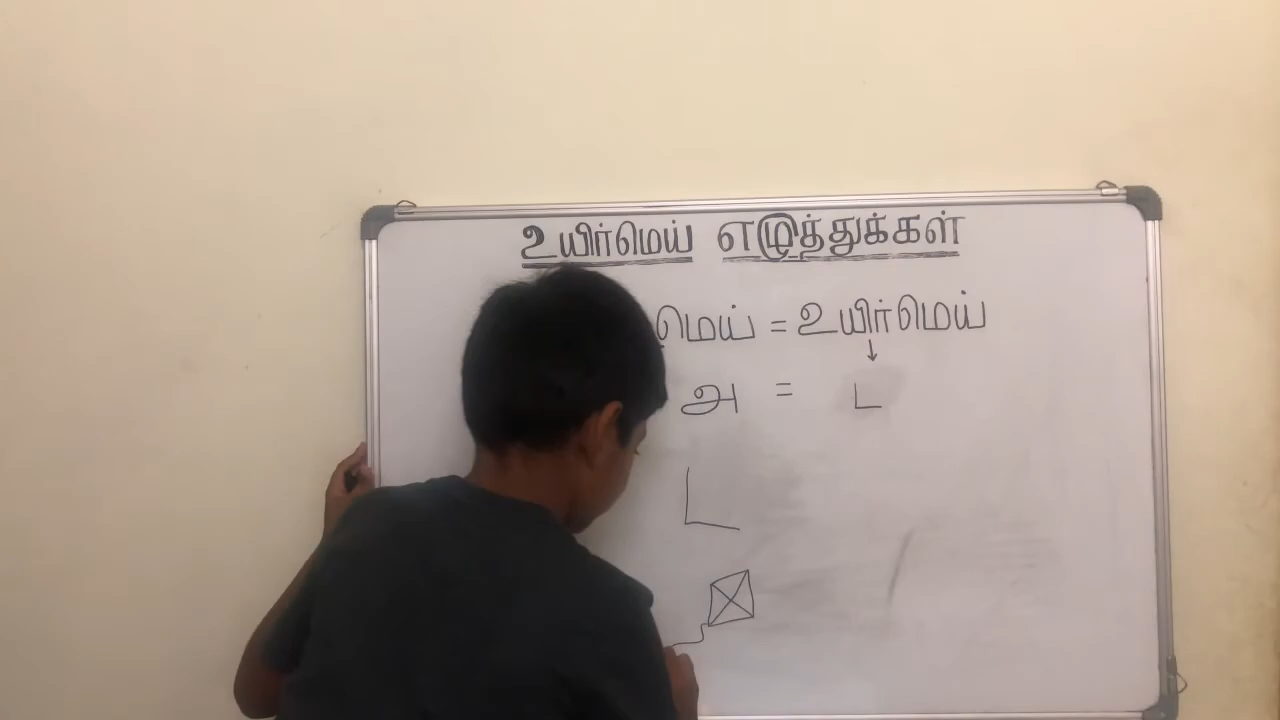 உயிர்மெய் எழுத்துக்கள்
மெய் = உயிர்மெய்
↓
அ = ட
ட